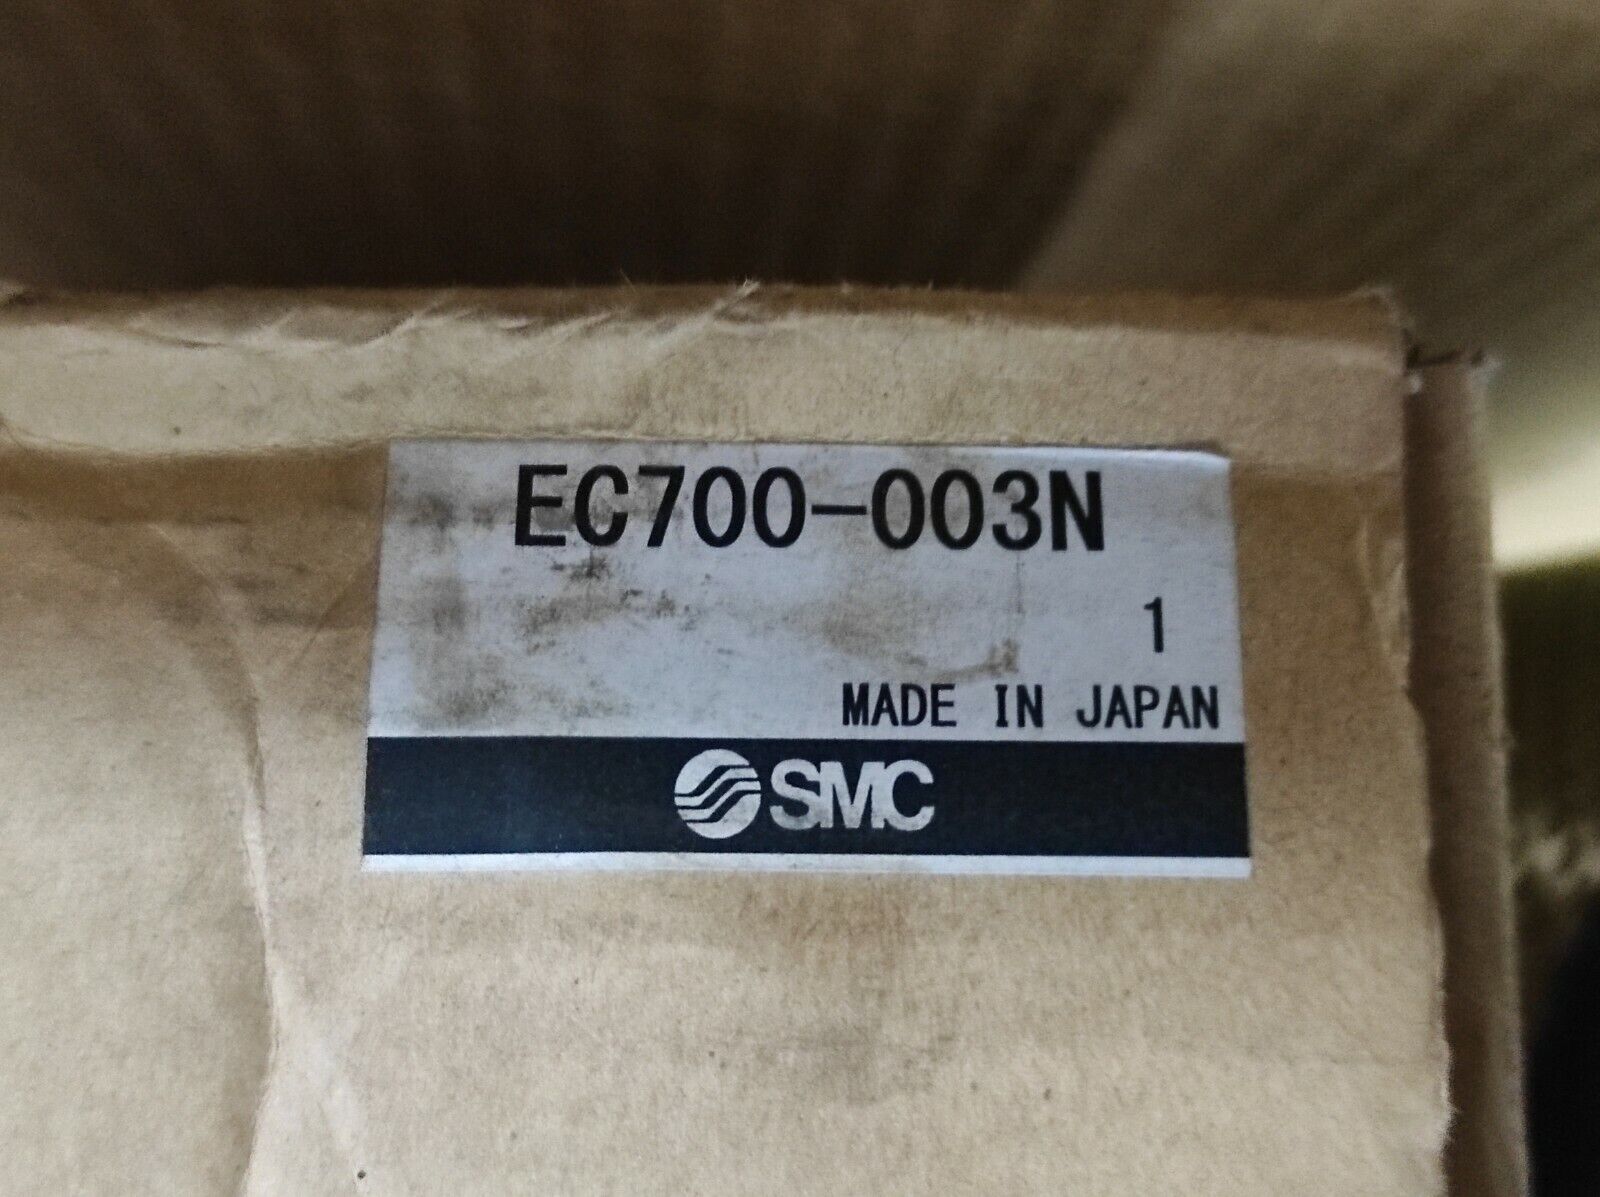 EC700-003N
1
MADE IN JAPAN
SMC